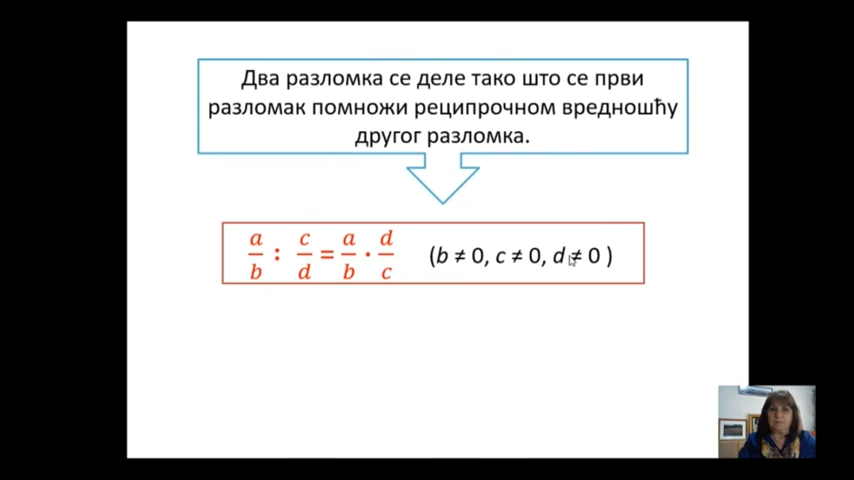 Два разломка се деле тако што се први
разломак помножи реципрочном вредношћу
другог разломка.
a/b : c/d = a/b · d/c (b ≠ 0, c ≠ 0, d ≠ 0 )